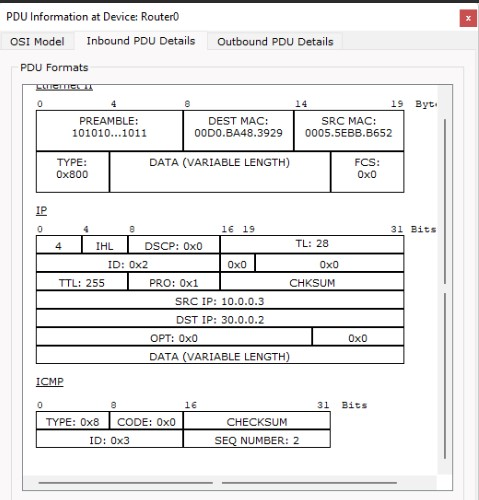 PDU Information at Device: Router0 x
OSI Model Inbound PDU Details Outbound PDU Details
PDU Formats
Ethernet II
0 4 8 14 19 Byte
PREAMBLE: DEST MAC: SRC MAC:
101010...1011 00D0.BA48.3929 0005.5EBB.B652
TYPE: DATA (VARIABLE LENGTH) FCS:
0x800 0x0
IP
0 4 8 16 19 31 Bits
4 IHL DSCP: 0x0 TL: 28
ID: 0x2 0x0 0x0
TTL: 255 PRO: 0x1 CHKSUM
SRC IP: 10.0.0.3
DST IP: 30.0.0.2
OPT: 0x0 0x0
DATA (VARIABLE LENGTH)
ICMP
0 8 16 31 Bits
TYPE: 0x8 CODE: 0x0 CHECKSUM
ID: 0x3 SEQ NUMBER: 2